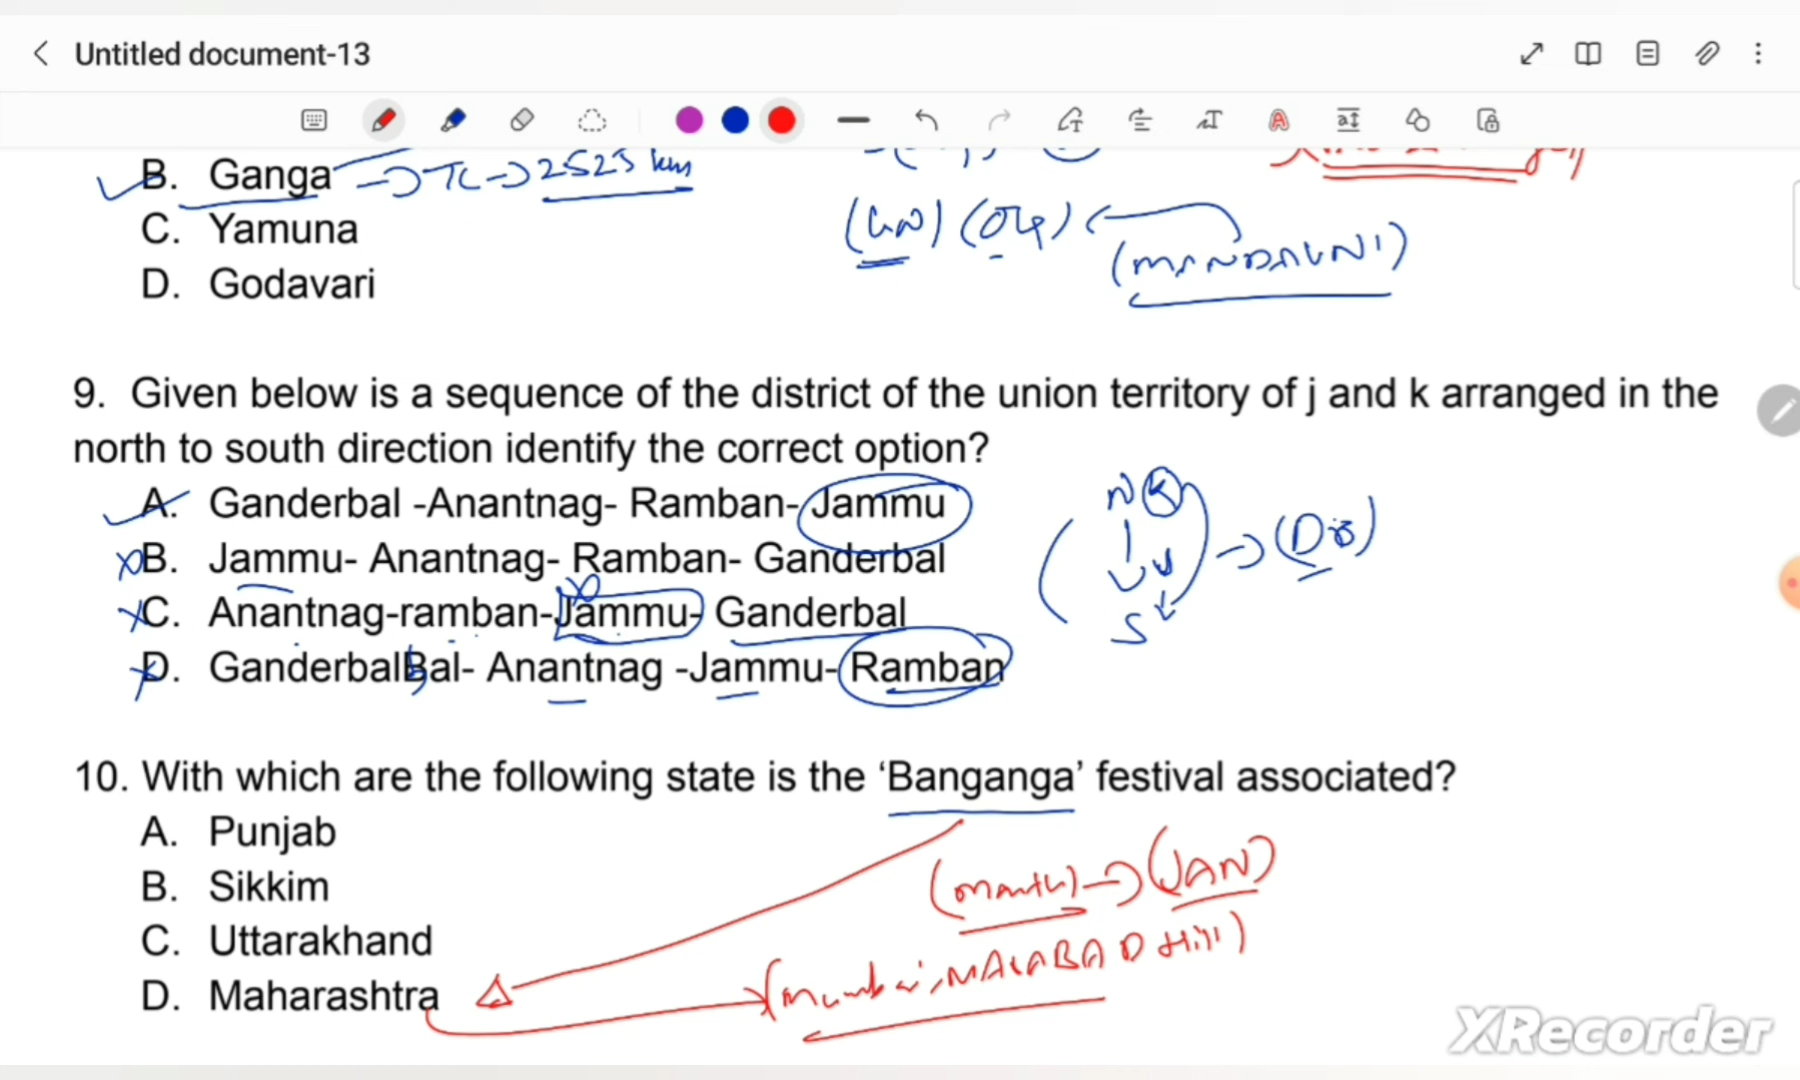 Untitled document-13
B. Ganga → TC → 2525 km
C. Yamuna
(MANDAKINI)
D. Godavari
9. Given below is a sequence of the district of the union territory of j and k arranged in the
north to south direction identify the correct option?
A. Ganderbal -Anantnag- Ramban- Jammu
N
B. Jammu- Anantnag- Ramban- Ganderbal
C. Anantnag-ramban-Jammu- Ganderbal
S
D. GanderbalBal- Anantnag -Jammu- Ramban
10. With which are the following state is the ‘Banganga’ festival associated?
A. Punjab
(month) → (JAN)
B. Sikkim
C. Uttarakhand
D. Maharashtra
(Mumbai, MALABAD Hill)
XRecorder